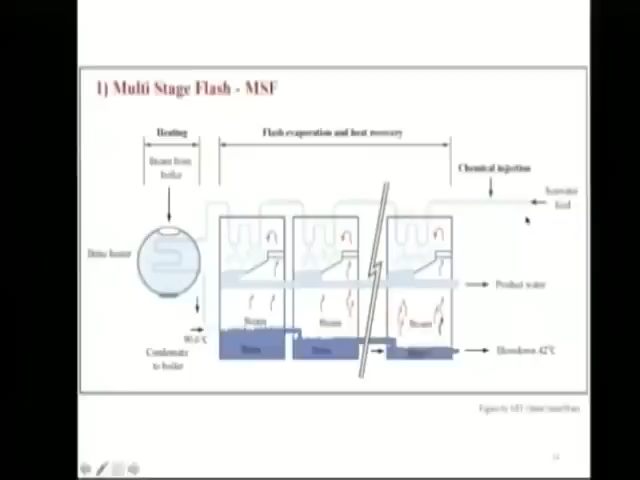 1) Multi Stage Flash - MSF
Heating
Flash evaporation and heat recovery
Steam from
boiler
Chemical injection
Seawater
feed
Brine heater
Product water
Steam
Steam
Steam
Condensate
to boiler
Brine
Brine
Blowdown 42°C